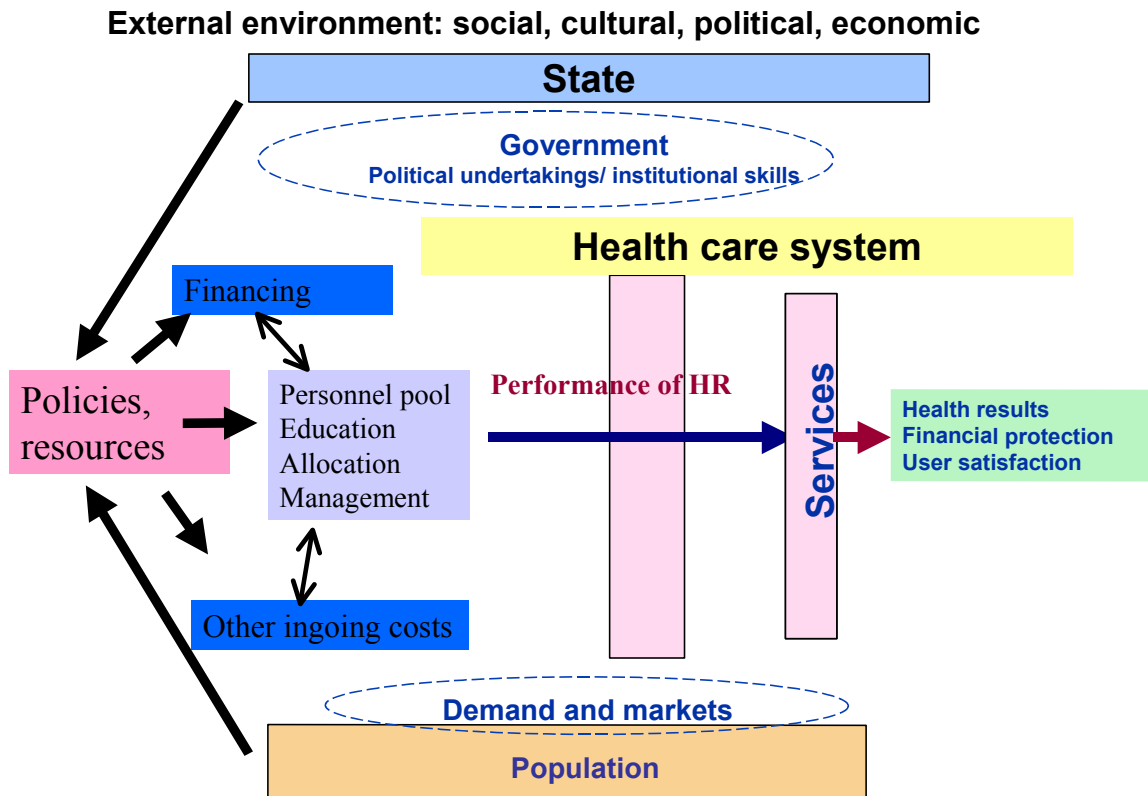 External environment: social, cultural, political, economic
State
Government
Political undertakings/ institutional skills
Health care system
Financing
Policies,
resources
Personnel pool
Education
Allocation
Management
Performance of HR
Services
Health results
Financial protection
User satisfaction
Other ingoing costs
Demand and markets
Population